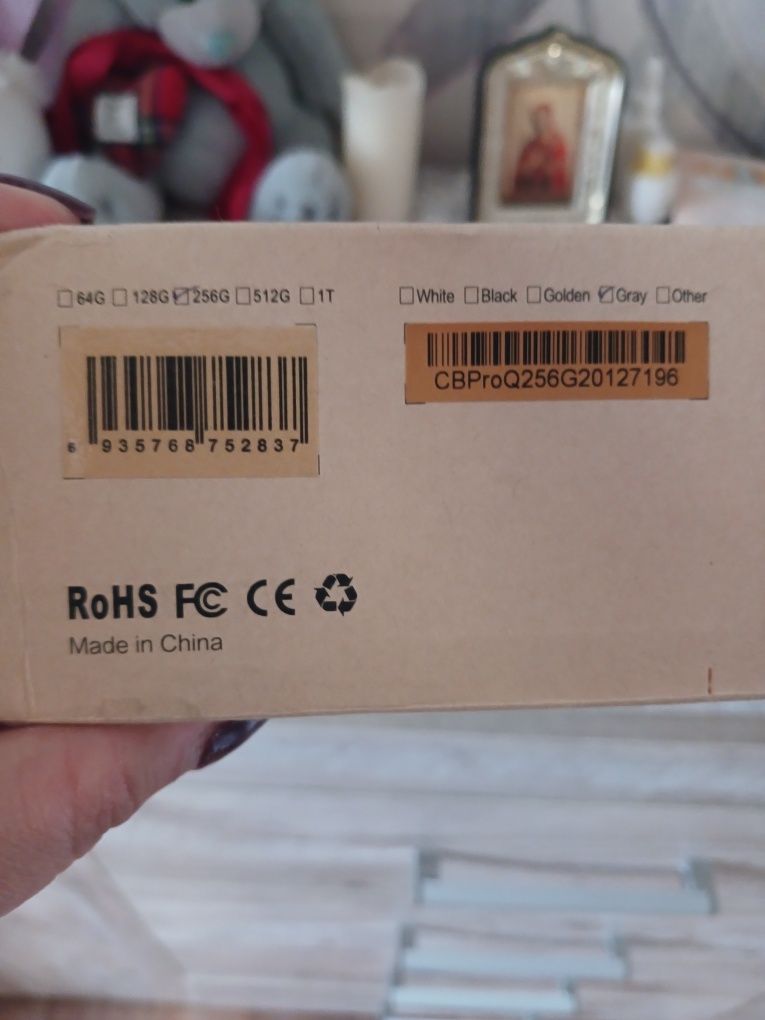 ☐64G ☐128G ☑256G ☐512G ☐1T
☐White ☐Black ☐Golden ☑Gray ☐Other
6 935768 752837
CBProQ256G20127196
RoHS FC CE
Made in China